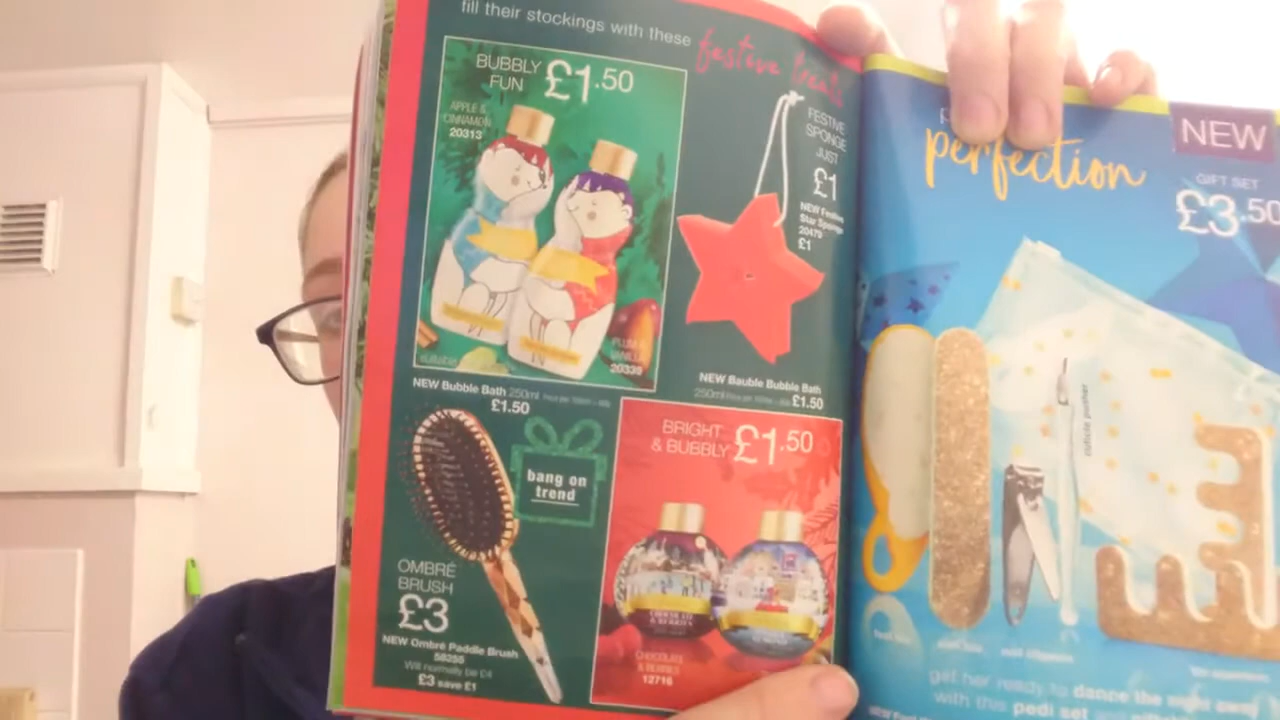 fill their stockings with these
festive treats
BUBBLY
FUN £1.50
APPLE &
CINNAMON
20313
PLUM &
VANILLA
20339
NEW Bubble Bath 250ml
£1.50
FESTIVE
SPONGE
JUST
£1
NEW Festive
Star Sponge
20479
£1
NEW Bauble Bubble Bath
250ml £1.50
bang on
trend
OMBRÉ
BRUSH
£3
NEW Ombré Paddle Brush
58255
Will normally be £4
£3 save £1
BRIGHT
& BUBBLY £1.50
CHOCOLATE
& BERRIES
CHOCOLATE
& BERRIES
12716
perfection
NEW
GIFT SET
£3.50
cuticle pusher
get her ready to dance the night away
with this pedi set